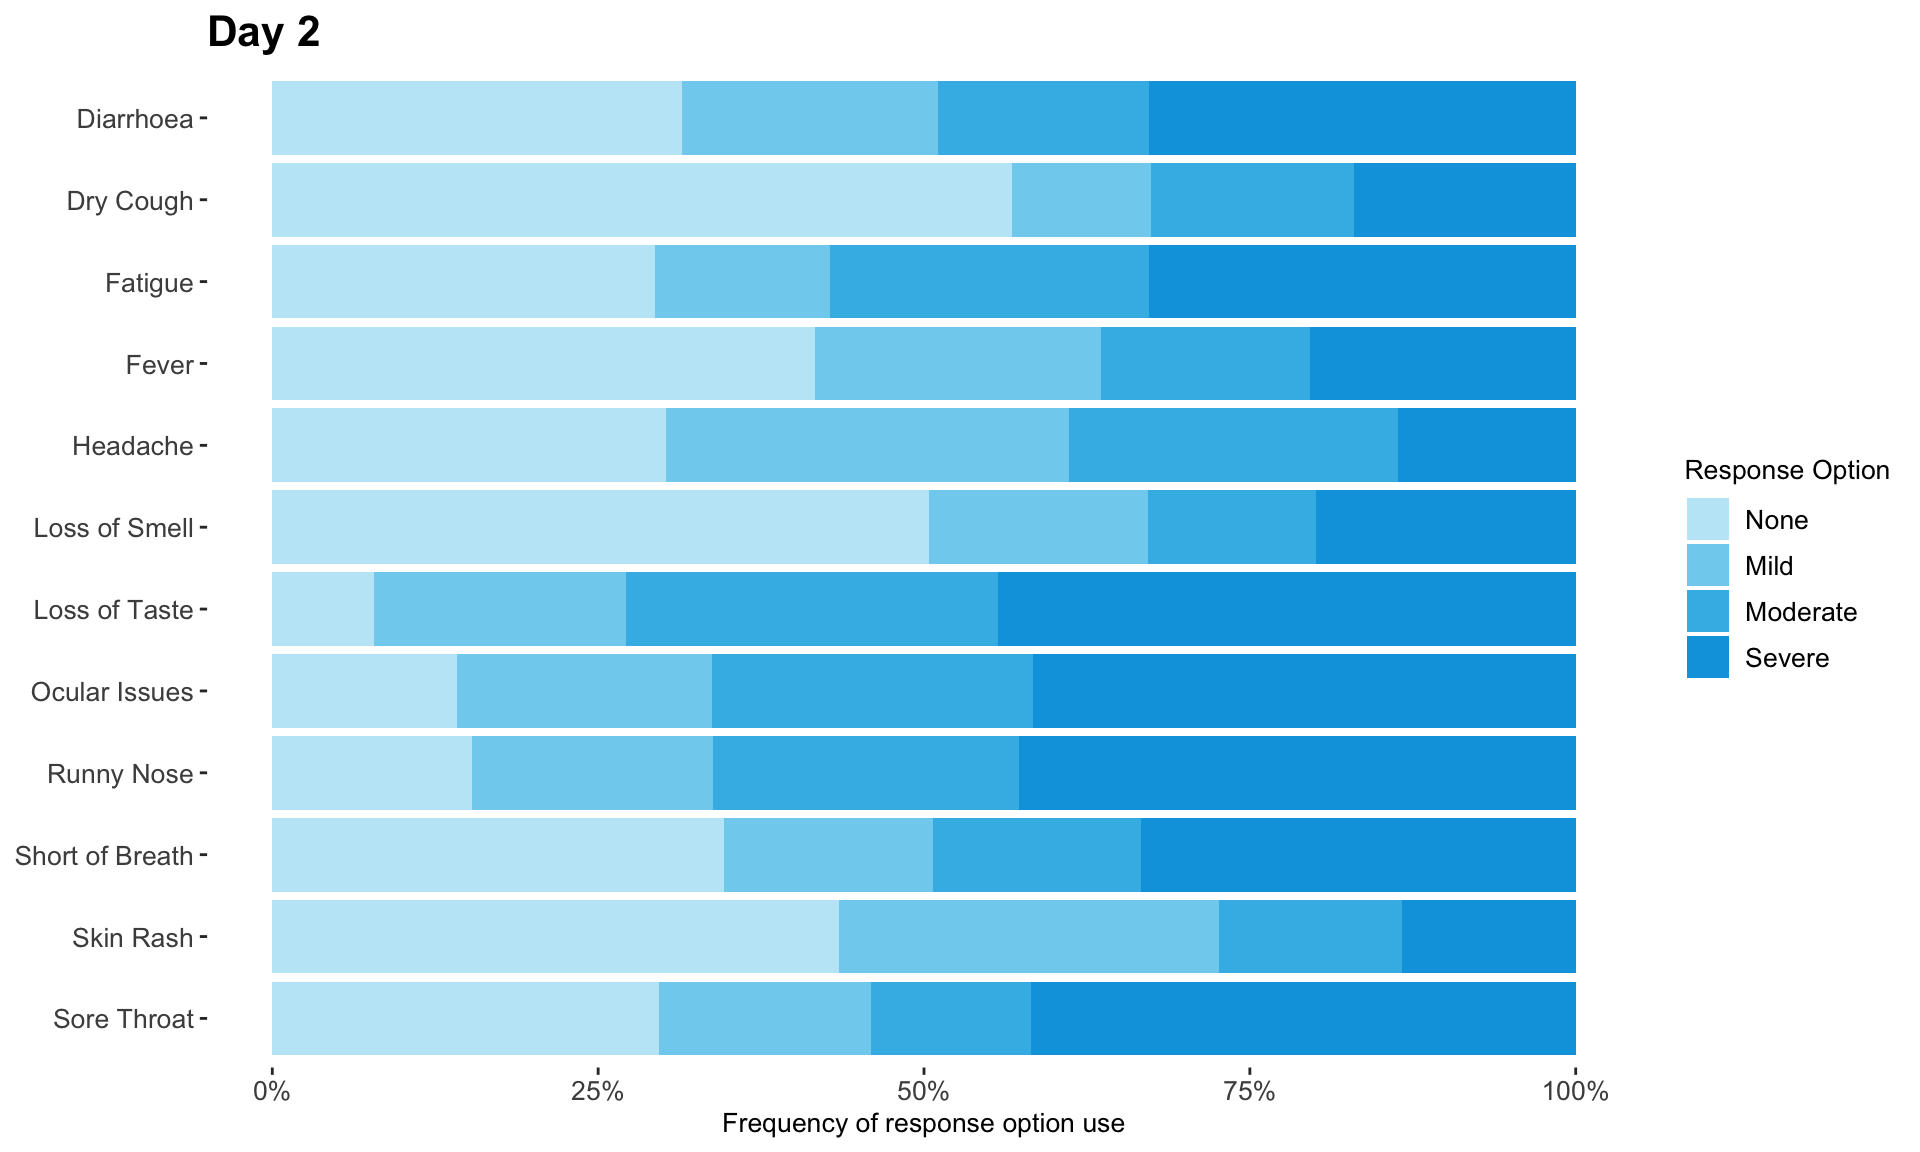 Day 2
Diarrhoea
Dry Cough
Fatigue
Fever
Headache
Loss of Smell
Loss of Taste
Ocular Issues
Runny Nose
Short of Breath
Skin Rash
Sore Throat
0% 25% 50% 75% 100%
Frequency of response option use
Response Option
None
Mild
Moderate
Severe